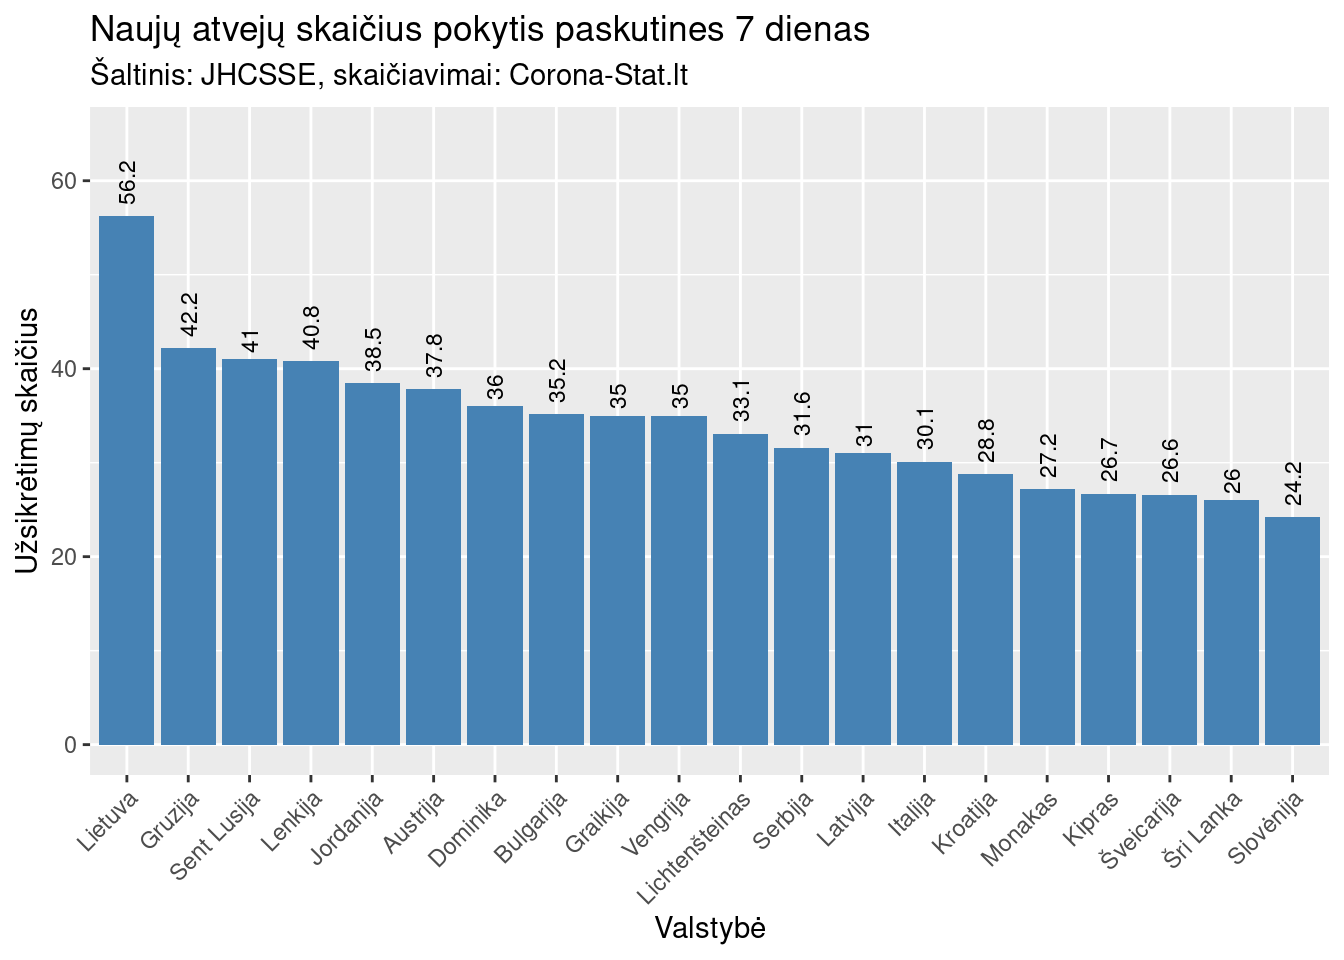 Naujų atvejų skaičius pokytis paskutines 7 dienas
Šaltinis: JHCSSE, skaičiavimai: Corona-Stat.lt
Užsikrėtimų skaičius
60
40
20
0
56.2
42.2
41
40.8
38.5
37.8
36
35.2
35
35
33.1
31.6
31
30.1
28.8
27.2
26.7
26.6
26
24.2
Lietuva
Gruzija
Sent Lusija
Lenkija
Jordanija
Austrija
Dominika
Bulgarija
Graikija
Vengrija
Lichtenšteinas
Serbija
Latvija
Italija
Kroatija
Monakas
Kipras
Šveicarija
Šri Lanka
Slovėnija
Valstybė